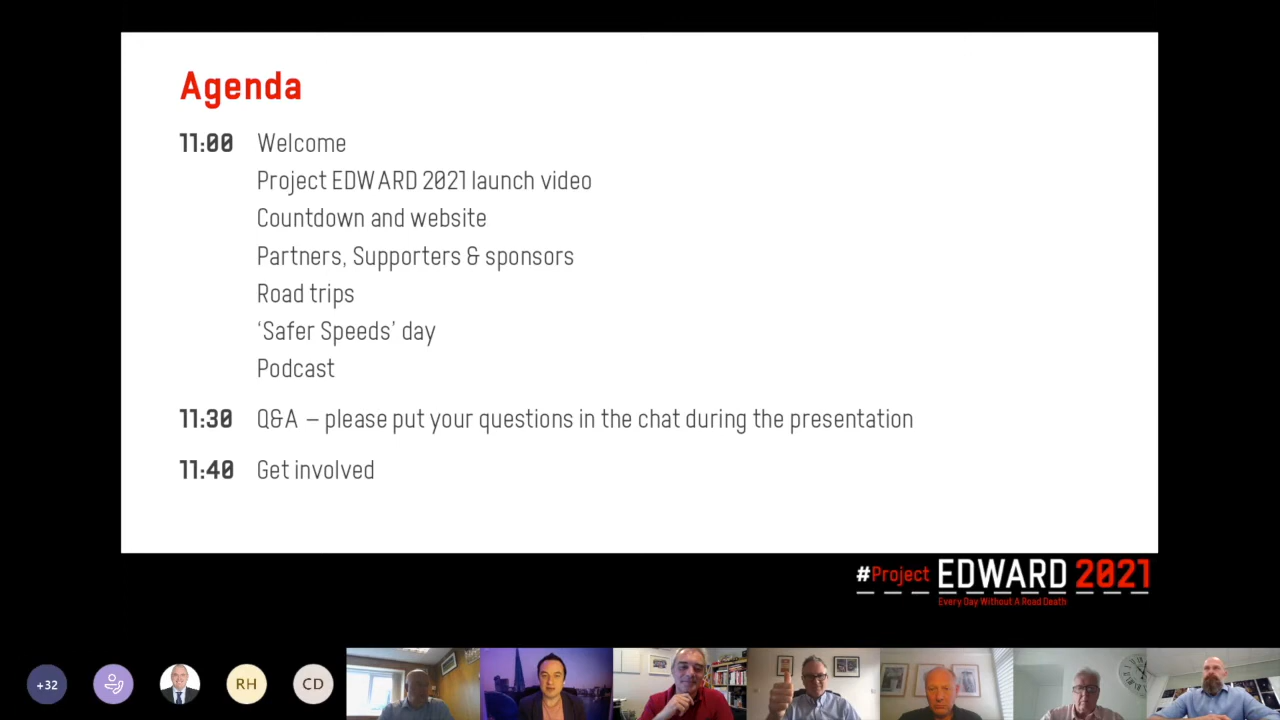 Agenda
11:00 Welcome
Project EDWARD 2021 launch video
Countdown and website
Partners, Supporters & sponsors
Road trips
‘Safer Speeds’ day
Podcast
11:30 Q&A – please put your questions in the chat during the presentation
11:40 Get involved
#Project EDWARD 2021
Every Day Without A Road Death
+32 RH CD